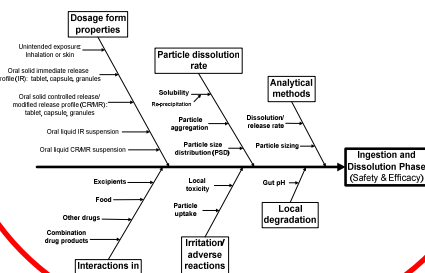 Dosage form
properties
Unintended exposure:
inhalation or skin
Oral solid immediate release
profile (IR): tablet, capsule, granules
Oral solid controlled release/
modified release profile (CR/MR):
tablet, capsule, granules
Oral liquid IR suspension
Oral liquid CR/MR suspension
Particle dissolution
rate
Solubility
Re-precipitation
Particle
aggregation
Particle size
distribution (PSD)
Analytical
methods
Dissolution/
release rate
Particle sizing
Ingestion and
Dissolution Phase
(Safety & Efficacy)
Excipients
Food
Other drugs
Combination
drug products
Interactions in
Local
toxicity
Particle
uptake
Irritation/
adverse
reactions
Gut pH
Local
degradation